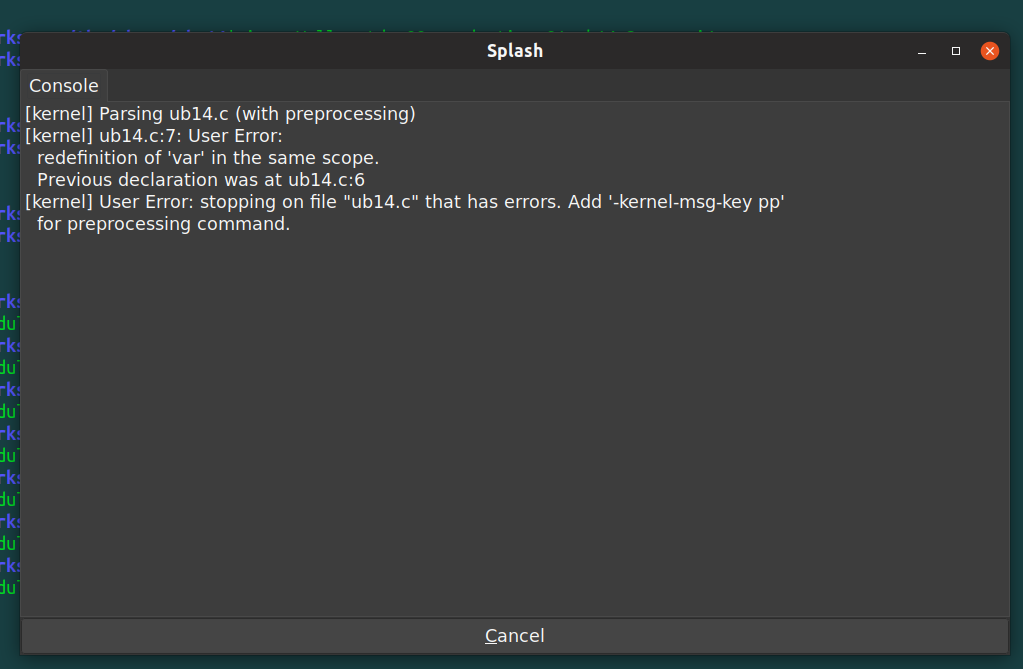 Splash
Console
[kernel] Parsing ub14.c (with preprocessing)
[kernel] ub14.c:7: User Error:
redefinition of 'var' in the same scope.
Previous declaration was at ub14.c:6
[kernel] User Error: stopping on file "ub14.c" that has errors. Add '-kernel-msg-key pp'
for preprocessing command.
Cancel